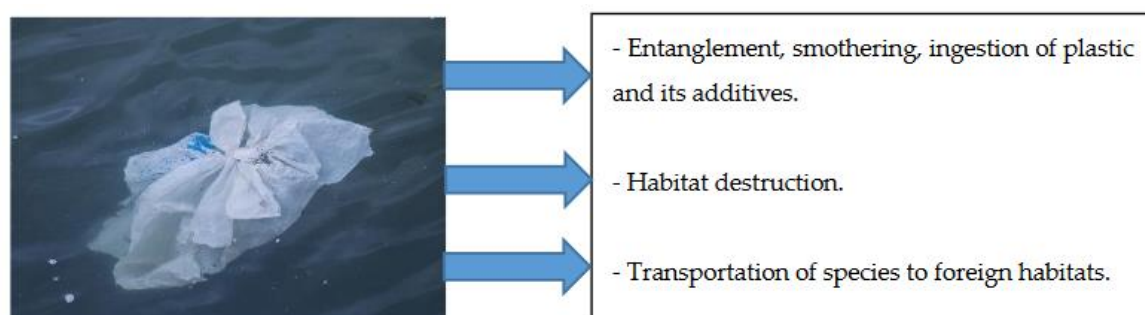 - Entanglement, smothering, ingestion of plastic
and its additives.
- Habitat destruction.
- Transportation of species to foreign habitats.